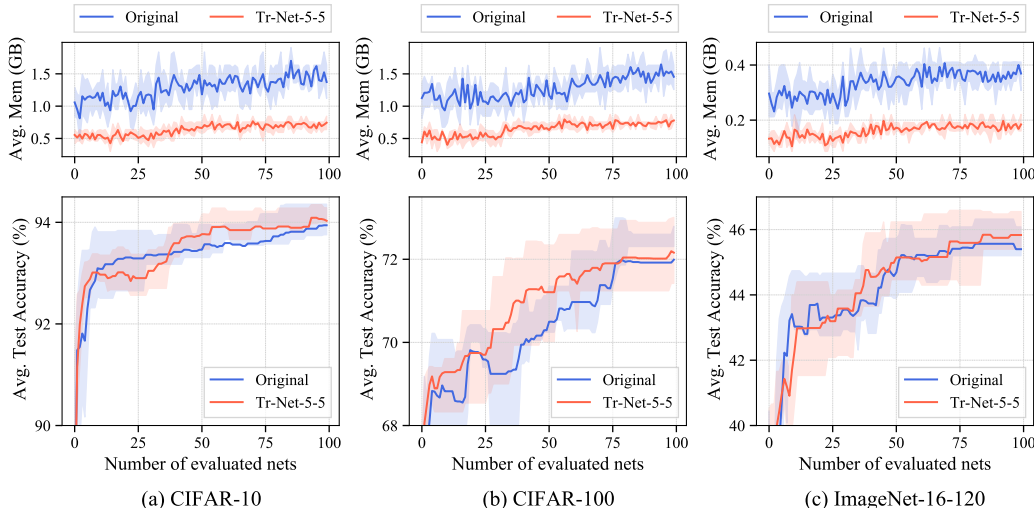 Original Tr-Net-5-5 Original Tr-Net-5-5 Original Tr-Net-5-5
Avg. Mem (GB)
1.5
1.0
0.5
0 25 50 75 100
Avg. Mem (GB)
1.5
1.0
0.5
0 25 50 75 100
Avg. Mem (GB)
0.4
0.2
0 25 50 75 100
Avg. Test Accuracy (%)
94
92
90
Original
Tr-Net-5-5
0 25 50 75 100
Number of evaluated nets
Avg. Test Accuracy (%)
72
70
68
Original
Tr-Net-5-5
0 25 50 75 100
Number of evaluated nets
Avg. Test Accuracy (%)
46
44
42
40
Original
Tr-Net-5-5
0 25 50 75 100
Number of evaluated nets
(a) CIFAR-10 (b) CIFAR-100 (c) ImageNet-16-120